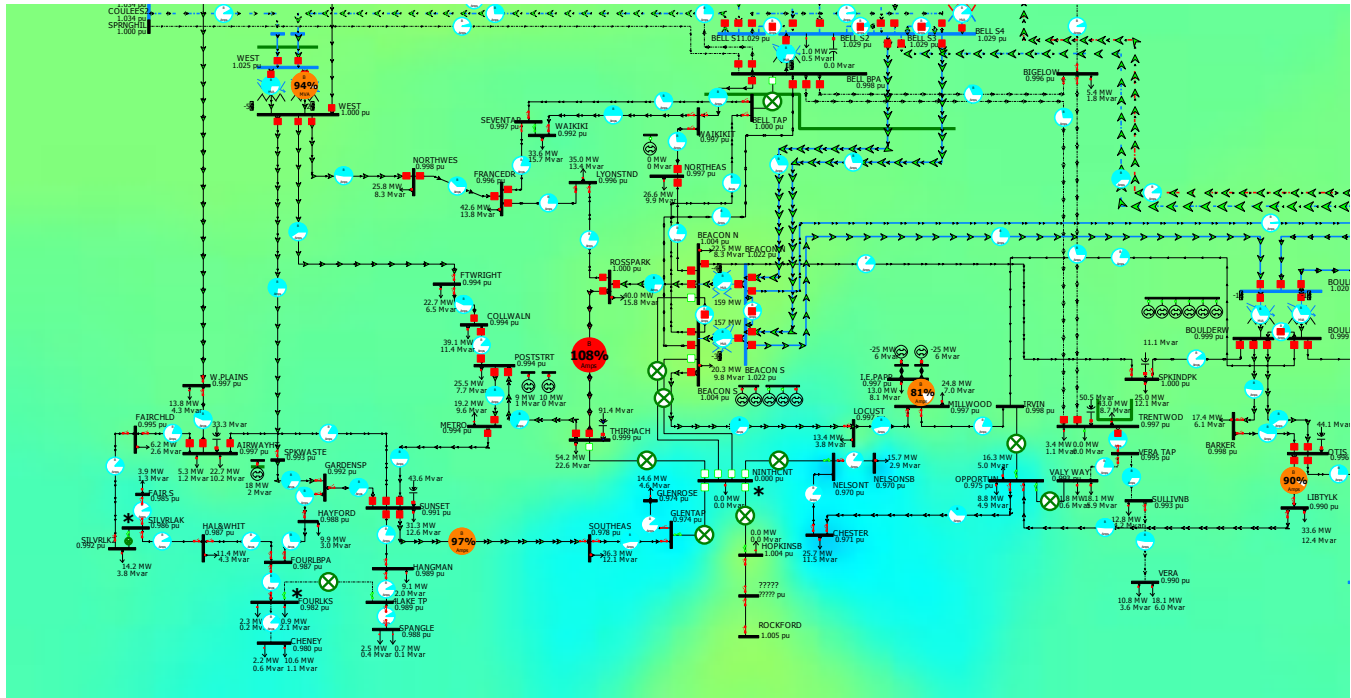 COULEES2
1.034 pu
SPRNGHIL
1.000 pu
WEST
1.025 pu
94%
MVA
WEST
1.000 pu
BELL S1
1.029 pu
BELL S2
1.029 pu
BELL S3
1.029 pu
BELL S4
1.029 pu
1.0 MW
0.5 Mvar
0.0 Mvar
BELL BPA
0.998 pu
BIGELOW
0.996 pu
5.4 MW
1.8 Mvar
BELL TAP
1.000 pu
SEVENTAP
0.997 pu
WAIKIKI
0.992 pu
33.6 MW
15.7 Mvar
WAIKIKIT
0.997 pu
0 MW
0 Mvar
NORTHWES
0.998 pu
25.8 MW
8.3 Mvar
FRANCEDR
0.996 pu
42.6 MW
13.8 Mvar
35.0 MW
13.4 Mvar
LYONSTND
0.996 pu
NORTHEAS
0.997 pu
26.6 MW
9.9 Mvar
BEACON N
1.004 pu
22.5 MW
8.3 Mvar
BEACON N
1.022 pu
159 MW
157 MW
ROSSPARK
1.000 pu
40.0 MW
15.8 Mvar
20.3 MW
9.8 Mvar
BEACON S
1.022 pu
BEACON S
1.004 pu
FTWRIGHT
0.994 pu
22.7 MW
6.5 Mvar
COLLWALN
0.994 pu
39.1 MW
11.4 Mvar
108%
Amps
POSTSTRT
0.994 pu
25.5 MW
7.7 Mvar
9 MW
1 Mvar
10 MW
0 Mvar
19.2 MW
9.6 Mvar
METRO
0.994 pu
91.4 Mvar
THIRHACH
0.999 pu
54.2 MW
22.6 Mvar
-25 MW
6 Mvar
-25 MW
6 Mvar
I.E.PAPR
0.997 pu
13.0 MW
8.1 Mvar
81%
Amps
24.8 MW
7.0 Mvar
MILLWOOD
0.997 pu
IRVIN
0.998 pu
LOCUST
13.4 MW
3.8 Mvar
BOULDERW
0.999 pu
11.1 Mvar
SPKINDPK
1.000 pu
25.0 MW
12.1 Mvar
50.5 Mvar
43.0 MW
8.7 Mvar
TRENTWOD
0.997 pu
3.4 MW
1.1 Mvar
VERA TAP
0.995 pu
17.4 MW
6.1 Mvar
BARKER
0.998 pu
44.1 Mvar
OTIS
0.996
90%
Amps
LIBTYLK
0.990 pu
33.6 MW
12.4 Mvar
W.PLAINS
0.997 pu
13.8 MW
4.3 Mvar
FAIRCHLD
0.995 pu
6.2 MW
2.6 Mvar
33.3 Mvar
AIRWAYHT
0.997 pu
5.3 MW
1.2 Mvar
22.7 MW
10.2 Mvar
SPKWASTE
0.993 pu
18 MW
2 Mvar
GARDENSP
0.992 pu
43.6 Mvar
SUNSET
0.991 pu
31.3 MW
12.6 Mvar
3.9 MW
1.3 Mvar
FAIR S
0.985 pu
SILVRLAK
0.986 pu
0.992 pu
14.2 MW
3.8 Mvar
HAL&WHIT
0.987 pu
11.4 MW
4.3 Mvar
HAYFORD
0.988 pu
9.9 MW
3.0 Mvar
FOURLBPA
0.987 pu
FOURLKS
0.982 pu
2.3 MW
0.2 Mvar
0.9 MW
2.1 Mvar
CHENEY
0.980 pu
2.2 MW
0.6 Mvar
10.6 MW
1.1 Mvar
97%
Amps
HANGMAN
0.989 pu
9.1 MW
2.0 Mvar
LAKE TP
0.989 pu
SPANGLE
0.988 pu
2.5 MW
0.4 Mvar
0.7 MW
0.1 Mvar
SOUTHEAS
0.978 pu
36.3 MW
12.1 Mvar
14.6 MW
4.6 Mvar
GLENROSE
0.974 pu
GLENTAP
0.974 pu
NINTHCNT
0.000 pu
0.0 MW
0.0 Mvar
0.0 MW
0.0 Mvar
HOPKINSB
1.004 pu
?????
????? pu
ROCKFORD
1.005 pu
15.7 MW
2.9 Mvar
NELSONT
0.970 pu
NELSONSB
0.970 pu
CHESTER
0.971 pu
25.7 MW
11.5 Mvar
16.3 MW
5.0 Mvar
OPPORTUN
0.975 pu
8.8 MW
4.9 Mvar
VALY WAY
18.1 MW
5.9 Mvar
SULLIVNB
0.993 pu
12.8 MW
VERA
0.990 pu
10.8 MW
3.6 Mvar
18.1 MW
6.0 Mvar